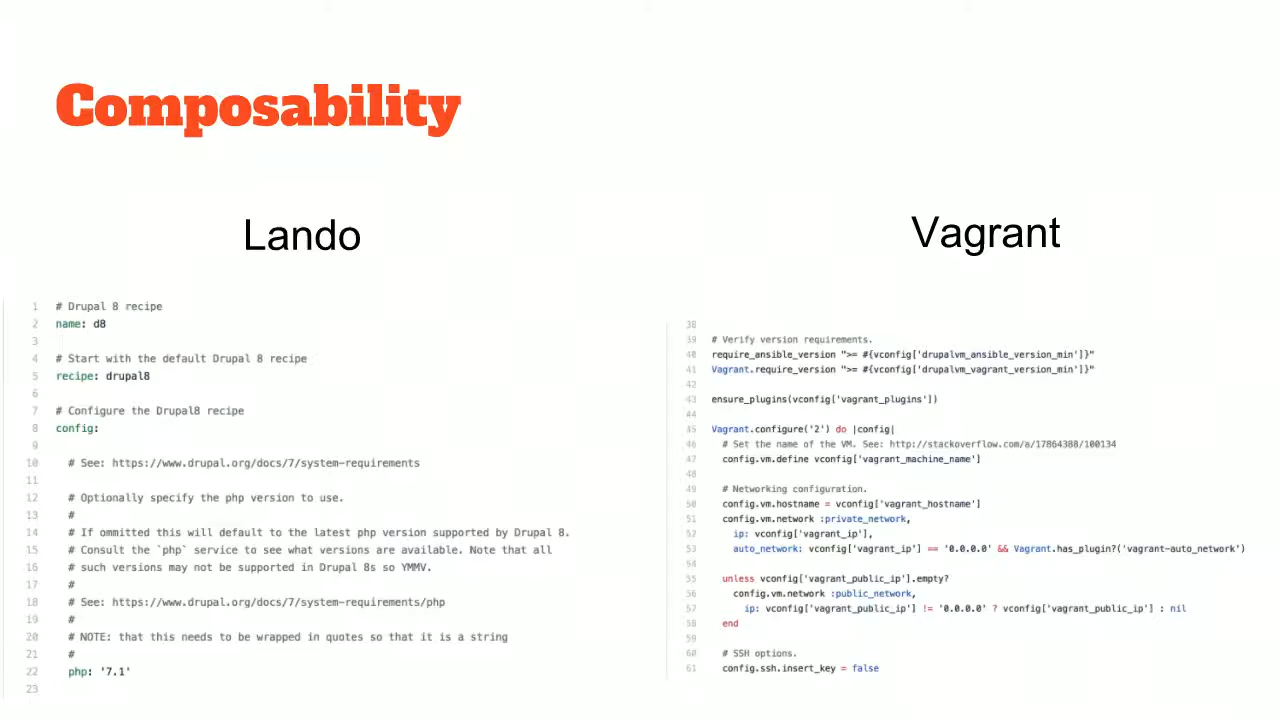 Composability
Lando
1 # Drupal 8 recipe
2 name: d8
3
4 # Start with the default Drupal 8 recipe
5 recipe: drupal8
6
7 # Configure the Drupal8 recipe
8 config:
9
10 # See: https://www.drupal.org/docs/7/system-requirements
11
12 # Optionally specify the php version to use.
13 #
14 # If ommitted this will default to the latest php version supported by Drupal 8.
15 # Consult the `php` service to see what versions are available. Note that all
16 # such versions may not be supported in Drupal 8s so YMMV.
17 #
18 # See: https://www.drupal.org/docs/7/system-requirements/php
19 #
20 # NOTE: that this needs to be wrapped in quotes so that it is a string
21 #
22 php: '7.1'
23
Vagrant
38
39 # Verify version requirements.
40 require_ansible_version ">= #{vconfig['drupalvm_ansible_version_min']}"
41 Vagrant.require_version ">= #{vconfig['drupalvm_vagrant_version_min']}"
42
43 ensure_plugins(vconfig['vagrant_plugins'])
44
45 Vagrant.configure('2') do |config|
46 # Set the name of the VM. See: http://stackoverflow.com/a/17864388/100134
47 config.vm.define vconfig['vagrant_machine_name']
48
49 # Networking configuration.
50 config.vm.hostname = vconfig['vagrant_hostname']
51 config.vm.network :private_network,
52 ip: vconfig['vagrant_ip'],
53 auto_network: vconfig['vagrant_ip'] == '0.0.0.0' && Vagrant.has_plugin?('vagrant-auto_network')
54
55 unless vconfig['vagrant_public_ip'].empty?
56 config.vm.network :public_network,
57 ip: vconfig['vagrant_public_ip'] != '0.0.0.0' ? vconfig['vagrant_public_ip'] : nil
58 end
59
60 # SSH options.
61 config.ssh.insert_key = false